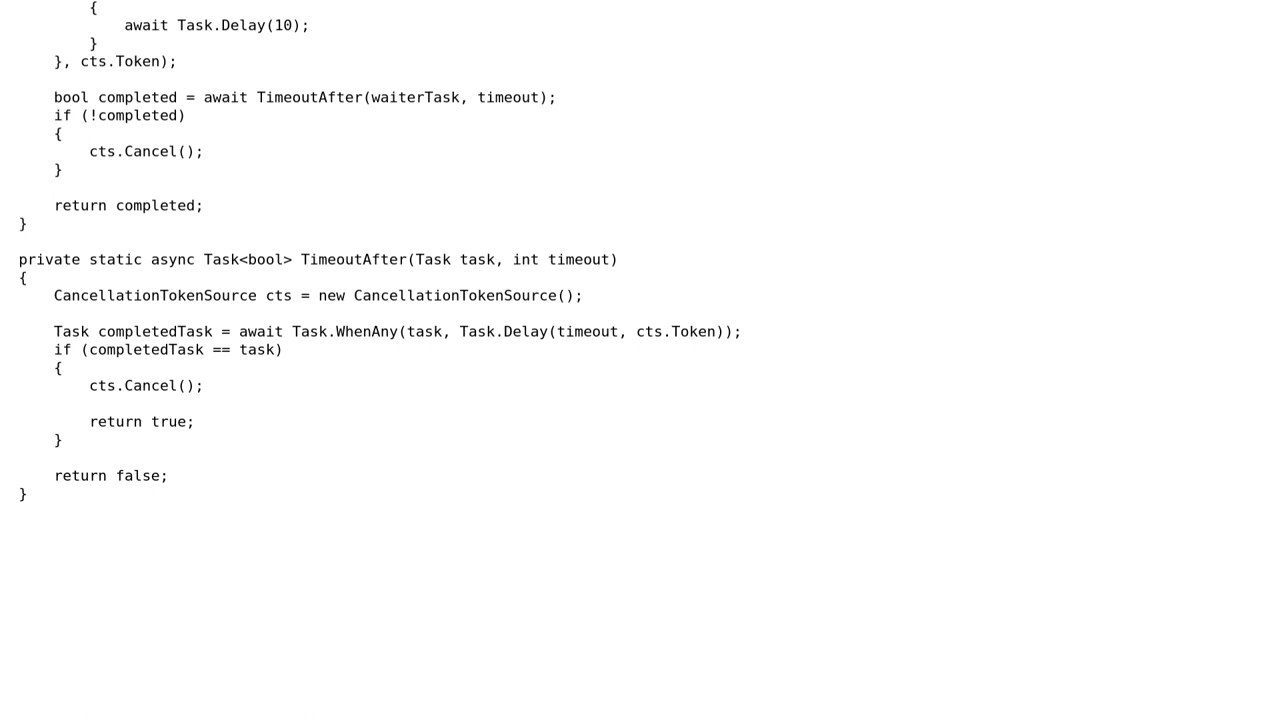 {
            await Task.Delay(10);
        }
    }, cts.Token);

    bool completed = await TimeoutAfter(waiterTask, timeout);
    if (!completed)
    {
        cts.Cancel();
    }

    return completed;
}

private static async Task<bool> TimeoutAfter(Task task, int timeout)
{
    CancellationTokenSource cts = new CancellationTokenSource();

    Task completedTask = await Task.WhenAny(task, Task.Delay(timeout, cts.Token));
    if (completedTask == task)
    {
        cts.Cancel();

        return true;
    }

    return false;
}